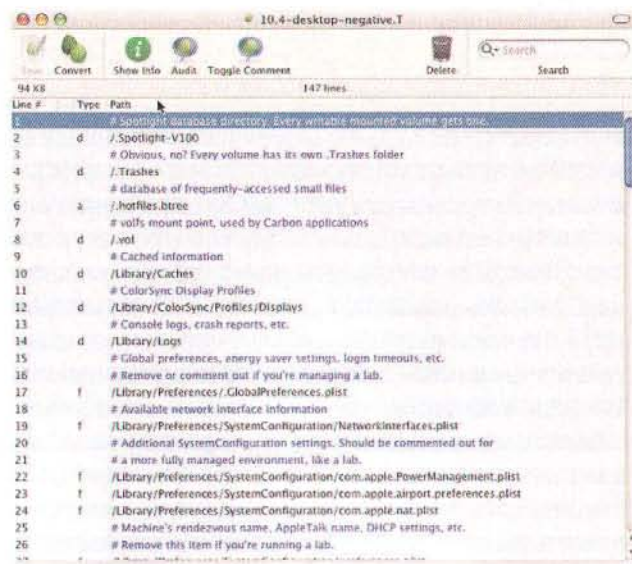 10.4-desktop-negative.T
Convert Show Info Audit Toggle Comment Delete Search
Search
94 KB 147 lines
Line # Type Path
1 # Spotlight database directory. Every writable mounted volume gets one.
2 d /.Spotlight-V100
3 # Obvious, no? Every volume has its own .Trashes folder
4 d /.Trashes
5 # database of frequently-accessed small files
6 a /.hotfiles.btree
7 # volfs mount point, used by Carbon applications
8 d /.vol
9 # Cached information
10 d /Library/Caches
11 # ColorSync Display Profiles
12 d /Library/ColorSync/Profiles/Displays
13 # Console logs, crash reports, etc.
14 d /Library/Logs
15 # Global preferences, energy saver settings, login timeouts, etc.
16 # Remove or comment out if you're managing a lab.
17 f /Library/Preferences/.GlobalPreferences.plist
18 # Available network interface information
19 f /Library/Preferences/SystemConfiguration/NetworkInterfaces.plist
20 # Additional SystemConfiguration settings. Should be commented out for
21 # a more fully managed environment, like a lab.
22 f /Library/Preferences/SystemConfiguration/com.apple.PowerManagement.plist
23 f /Library/Preferences/SystemConfiguration/com.apple.airport.preferences.plist
24 f /Library/Preferences/SystemConfiguration/com.apple.nat.plist
25 # Machine's rendezvous name, AppleTalk name, DHCP settings, etc.
26 # Remove this item if you're running a lab.